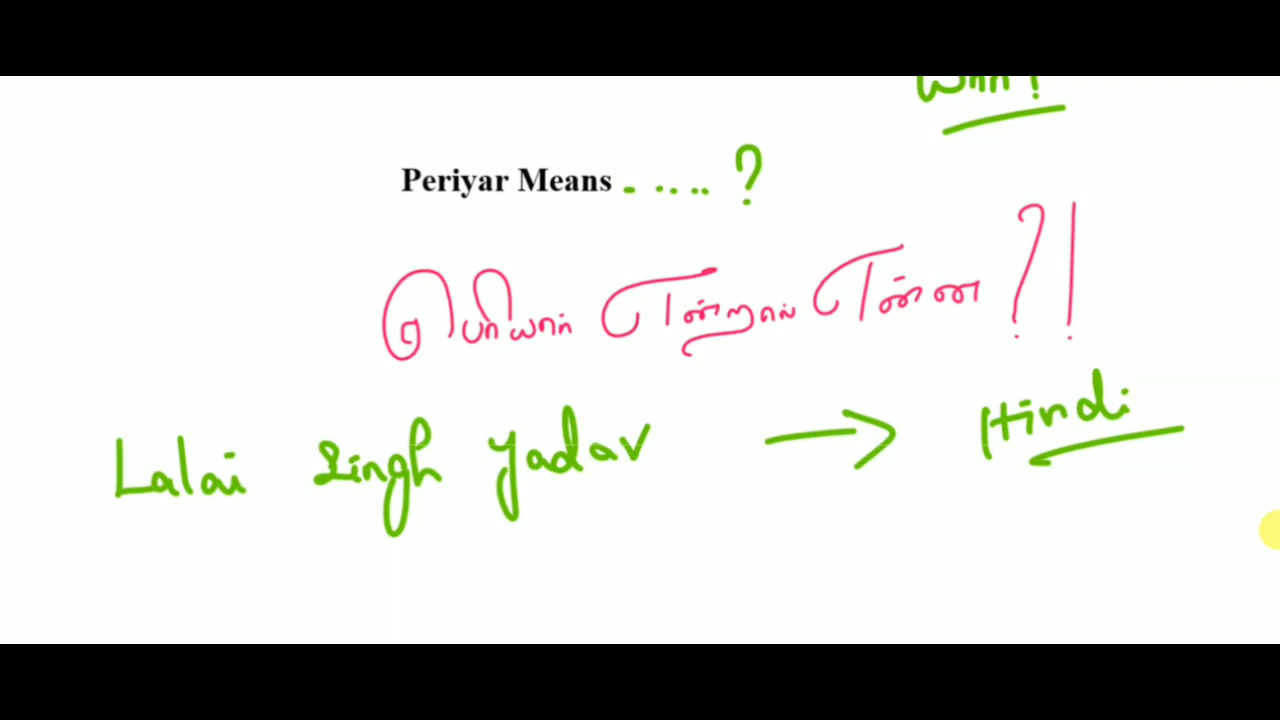 Periyar Means . .... ?
பெரியார் என்றால் என்ன ?!
Lalai Singh Yadav → Hindi